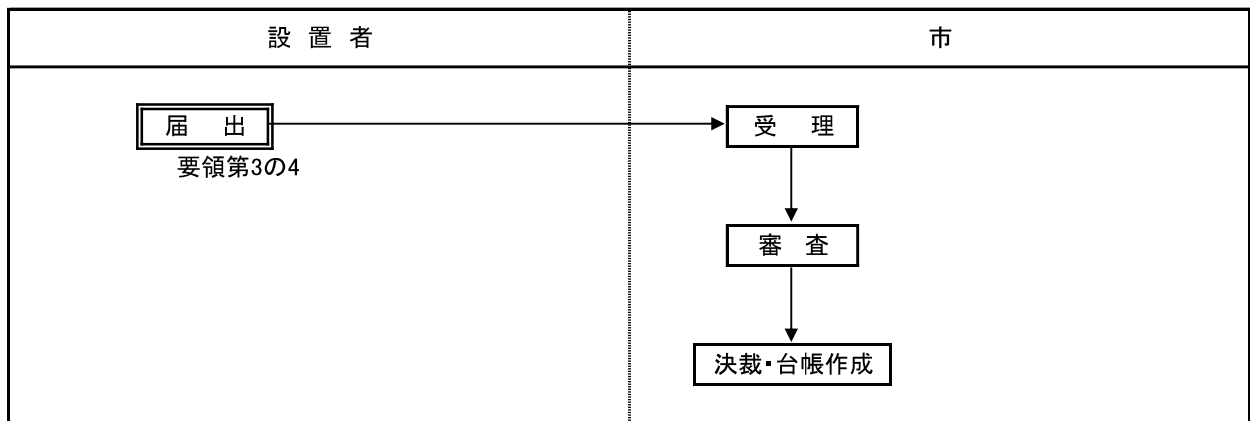 設置者
市
届出
受理
要領第3の4
審査
決裁・台帳作成